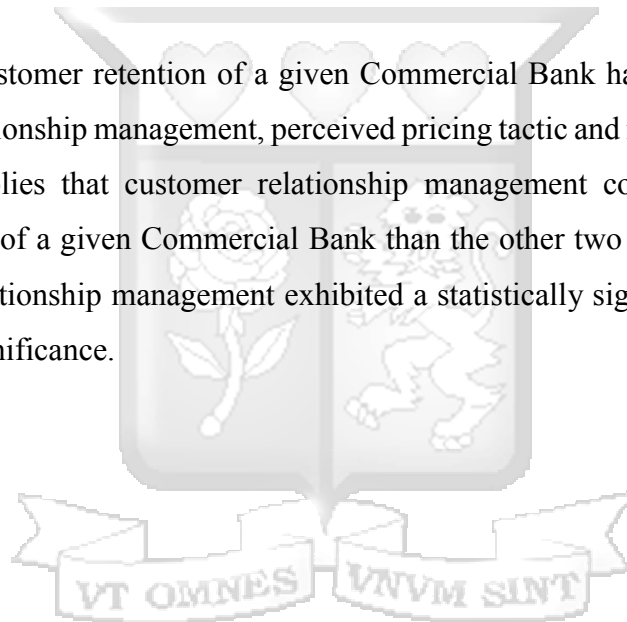 stomer retention of a given Commercial Bank ha
onship management, perceived pricing tactic and
lies that customer relationship management co
of a given Commercial Bank than the other two
ationship management exhibited a statistically sig
nificance.
VT OMNES VNVM SINT